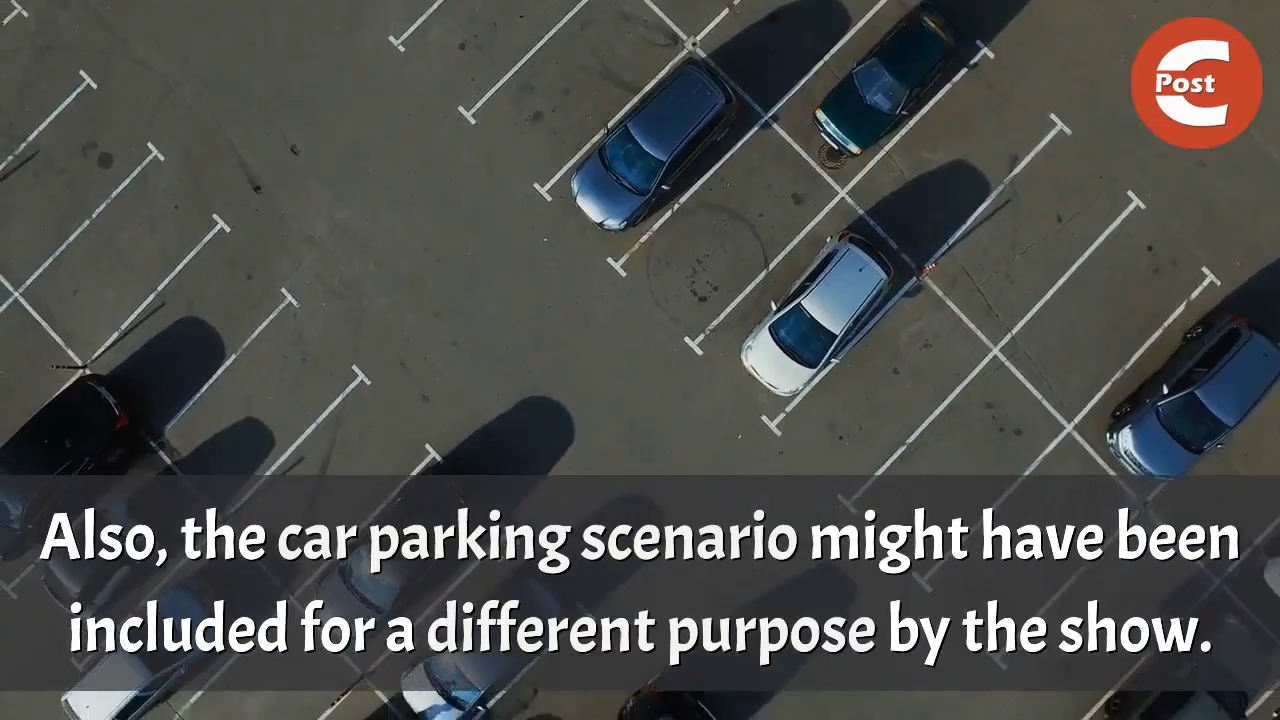 Post
Also, the car parking scenario might have been
included for a different purpose by the show.